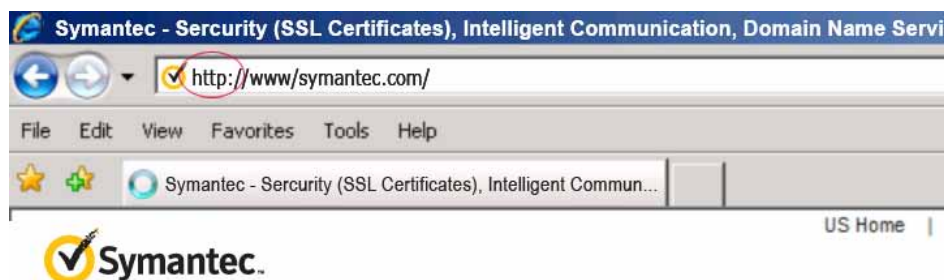 Symantec - Sercurity (SSL Certificates), Intelligent Communication, Domain Name Servi
http://www/symantec.com/
File Edit View Favorites Tools Help
Symantec - Sercurity (SSL Certificates), Intelligent Commun...
US Home |
Symantec.